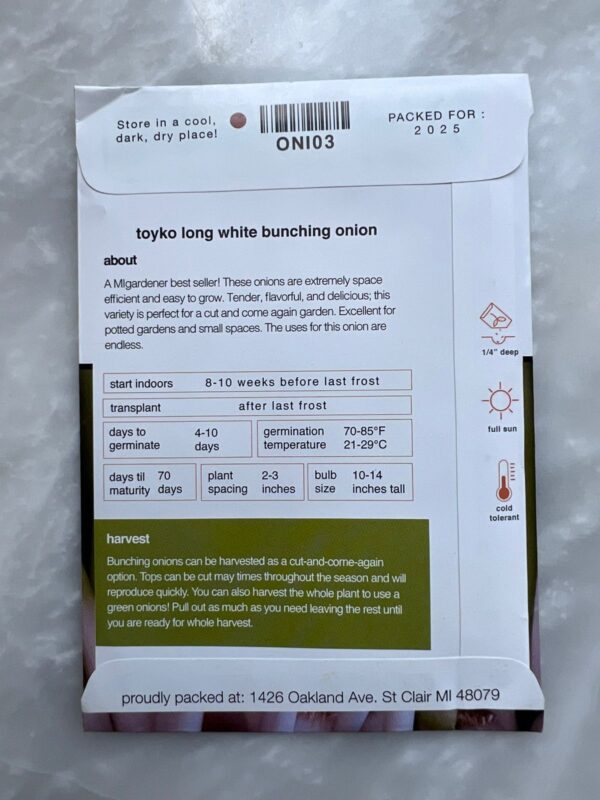 Store in a cool,
dark, dry place!
ONI03
PACKED FOR :
2025
toyko long white bunching onion
about
A MIgardener best seller! These onions are extremely space
efficient and easy to grow. Tender, flavorful, and delicious; this
variety is perfect for a cut and come again garden. Excellent for
potted gardens and small spaces. The uses for this onion are
endless.
start indoors 8-10 weeks before last frost
transplant after last frost
days to
germinate
4-10
days
germination
temperature
70-85°F
21-29°C
days til
maturity
70
days
plant
spacing
2-3
inches
bulb
size
10-14
inches tall
1/4" deep
full sun
cold
tolerant
harvest
Bunching onions can be harvested as a cut-and-come-again
option. Tops can be cut may times throughout the season and will
reproduce quickly. You can also harvest the whole plant to use a
green onions! Pull out as much as you need leaving the rest until
you are ready for whole harvest.
proudly packed at: 1426 Oakland Ave. St Clair MI 48079